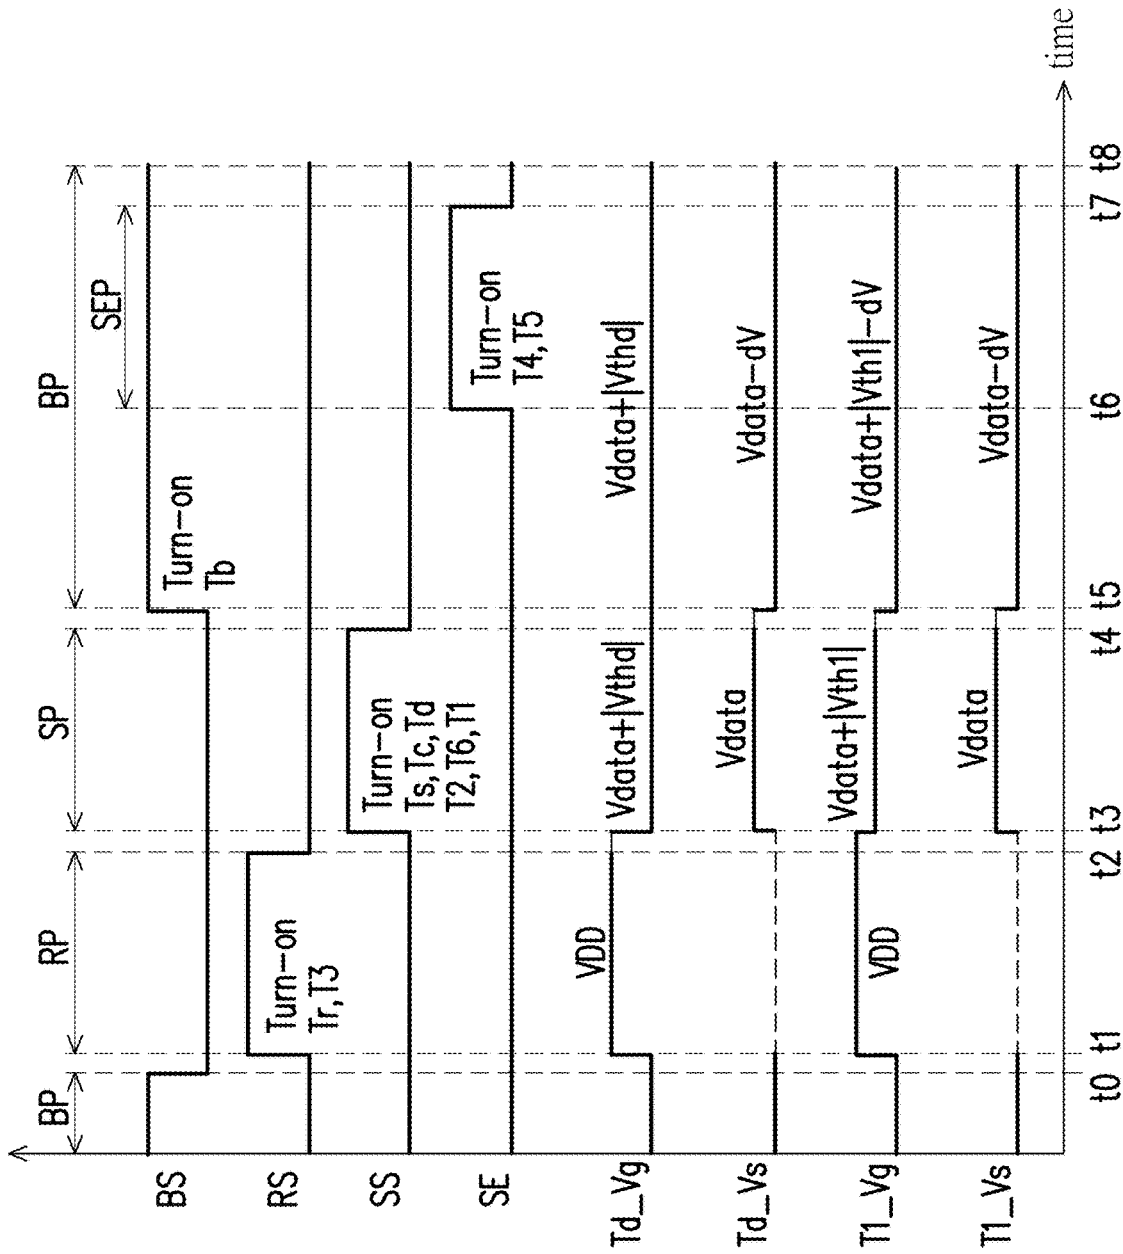 BP
RP
SP
BP
SEP
BS
Turn-on
Tb
RS
Turn-on
Tr,T3
SS
Turn-on
Ts,Tc,Td
T2,T6,T1
SE
Turn-on
T4,T5
Td_Vg
VDD
Vdata+|Vthd|
Vdata+|Vthd|
Td_Vs
Vdata
Vdata-dV
T1_Vg
VDD
Vdata+|Vth1|
Vdata+|Vth1|-dV
T1_Vs
Vdata
Vdata-dV
t0 t1 t2 t3 t4 t5 t6 t7 t8
time